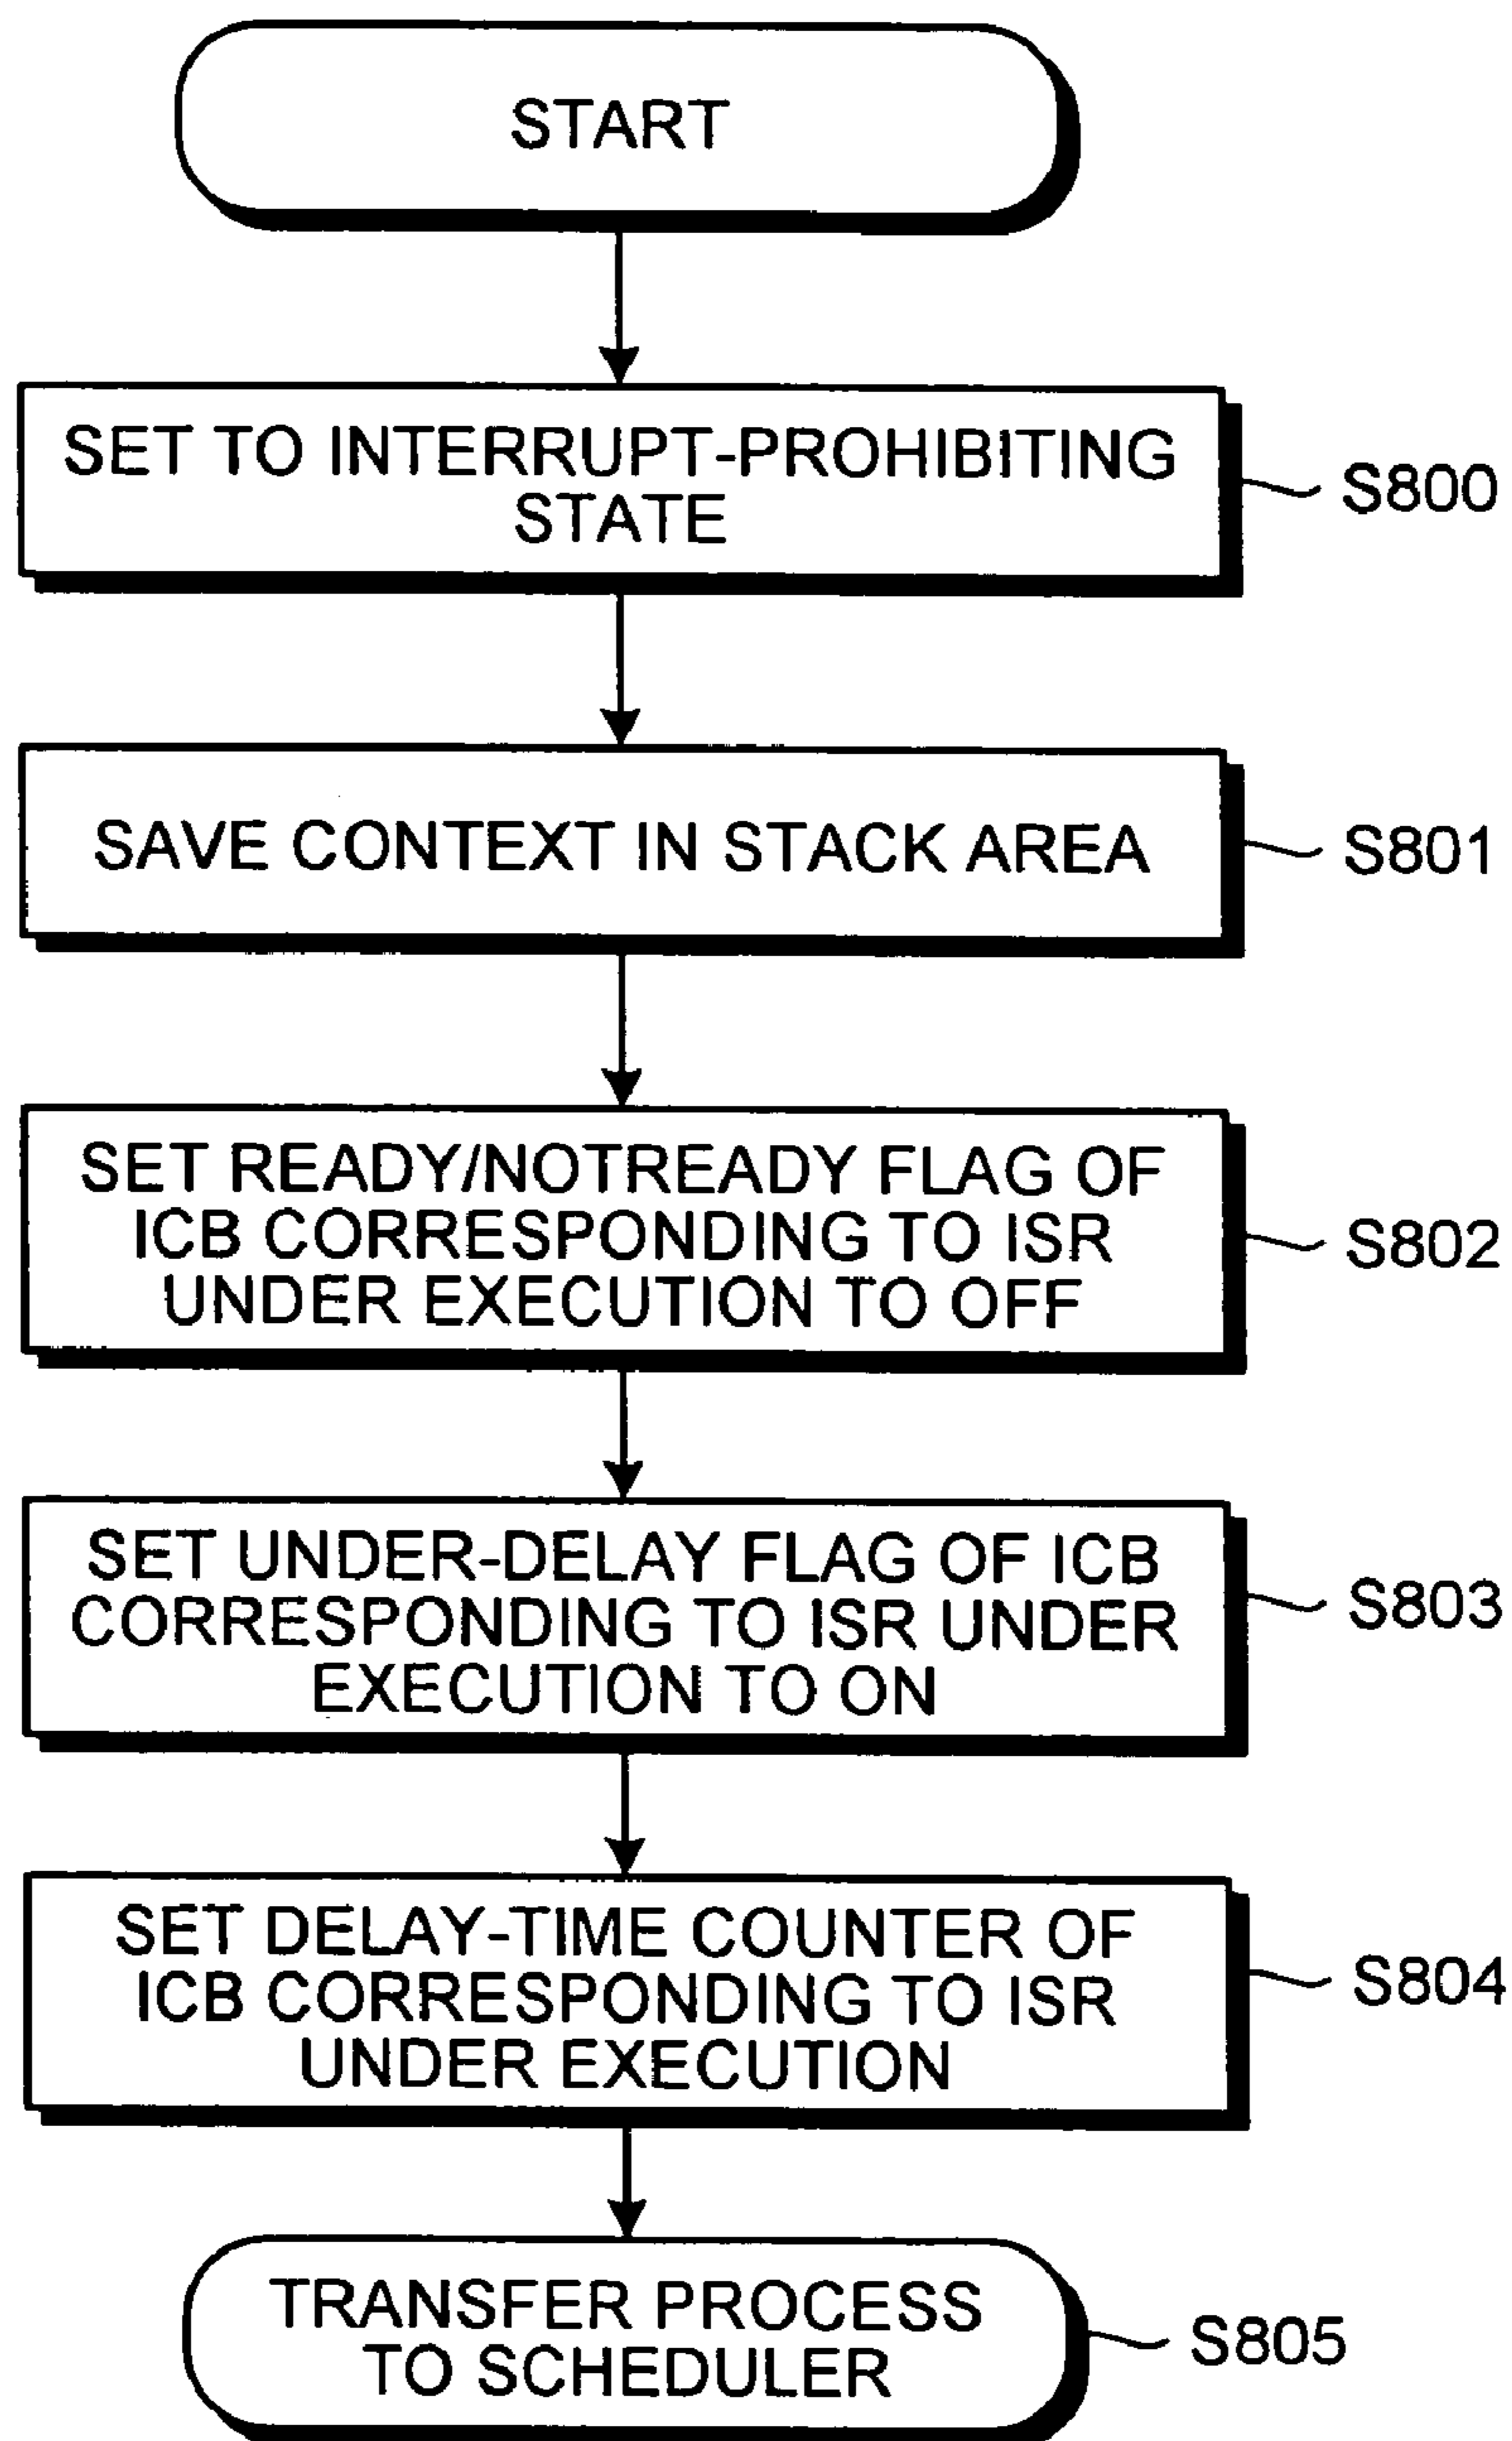 START
SET TO INTERRUPT-PROHIBITING
STATE
S800
SAVE CONTEXT IN STACK AREA
S801
SET READY/NOTREADY FLAG OF
ICB CORRESPONDING TO ISR
UNDER EXECUTION TO OFF
S802
SET UNDER-DELAY FLAG OF ICB
CORRESPONDING TO ISR UNDER
EXECUTION TO ON
S803
SET DELAY-TIME COUNTER OF
ICB CORRESPONDING TO ISR
UNDER EXECUTION
S804
TRANSFER PROCESS
TO SCHEDULER
S805